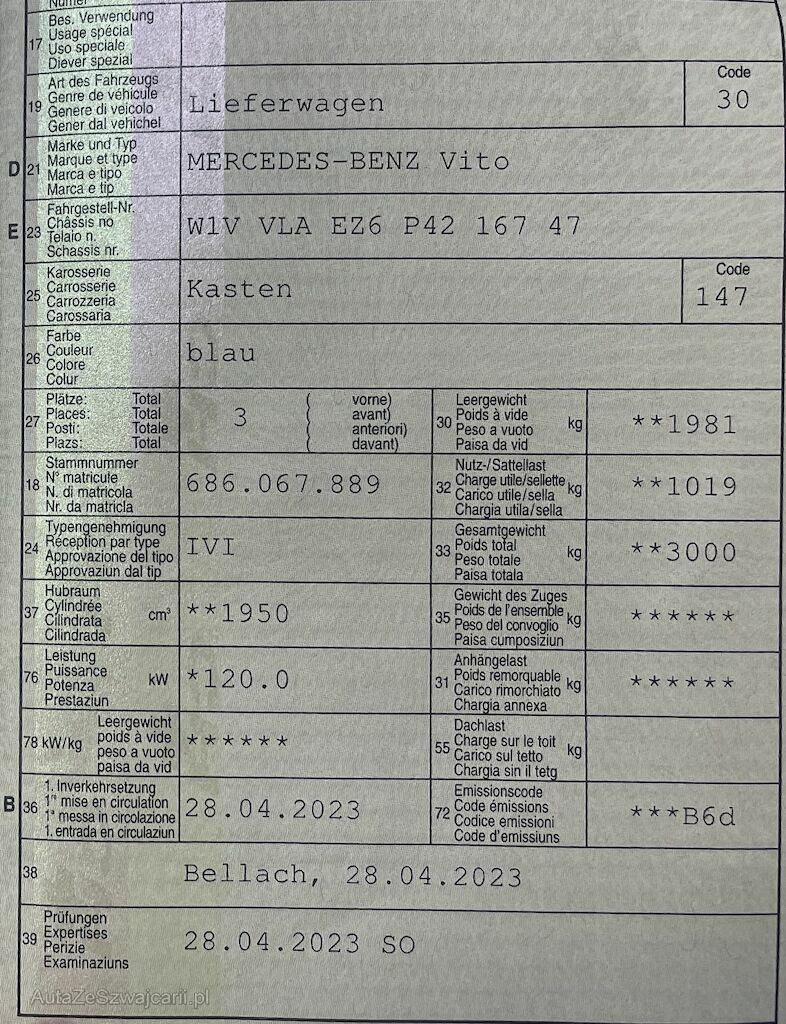 Numer
17 Bes. Verwendung
Usage spécial
Uso speciale
Diever spezial
19 Art des Fahrzeugs
Genre de véhicule
Genere di veicolo
Gener dal vehichel
Lieferwagen
Code
30
D 21 Marke und Typ
Marque et type
Marca e tipo
Marca e tip
MERCEDES-BENZ Vito
E 23 Fahrgestell-Nr.
Châssis no
Telaio n.
Schassis nr.
W1V VLA EZ6 P42 167 47
25 Karosserie
Carrosserie
Carrozzeria
Carossaria
Kasten
Code
147
26 Farbe
Couleur
Colore
Colur
blau
27 Plätze: Total
Places: Total
Posti: Totale
Plazs: Total
3
( vorne)
( avant)
( anteriori)
( davant)
30 Leergewicht
Poids à vide
Peso a vuoto
Paisa da vid
kg
**1981
18 Stammnummer
N° matricule
N. di matricola
Nr. da matricla
686.067.889
32 Nutz-/Sattellast
Charge utile/sellette
Carico utile/sella
Chargia utila/sella
kg
**1019
24 Typengenehmigung
Réception par type
Approvazione del tipo
Approvaziun dal tip
IVI
33 Gesamtgewicht
Poids total
Peso totale
Paisa totala
kg
**3000
37 Hubraum
Cylindrée
Cilindrata
Cilindrada
cm³
**1950
35 Gewicht des Zuges
Poids de l'ensemble
Peso del convoglio
Paisa cumposiziun
kg
******
76 Leistung
Puissance
Potenza
Prestaziun
kW
*120.0
31 Anhängelast
Poids remorquable
Carico rimorchiato
Chargia annexa
kg
******
78 kW/kg
Leergewicht
poids à vide
peso a vuoto
paisa da vid
******
55 Dachlast
Charge sur le toit
Carico sul tetto
Chargia sin il tetg
kg
B 36 1. Inverkehrsetzung
1re mise en circulation
1a messa in circolazione
1. entrada en circulaziun
28.04.2023
72 Emissionscode
Code émissions
Codice emissioni
Code d'emissiuns
***B6d
38 Bellach, 28.04.2023
39 Prüfungen
Expertises
Perizie
Examinaziuns
28.04.2023 SO
AutaZeSzwajcarii.pl